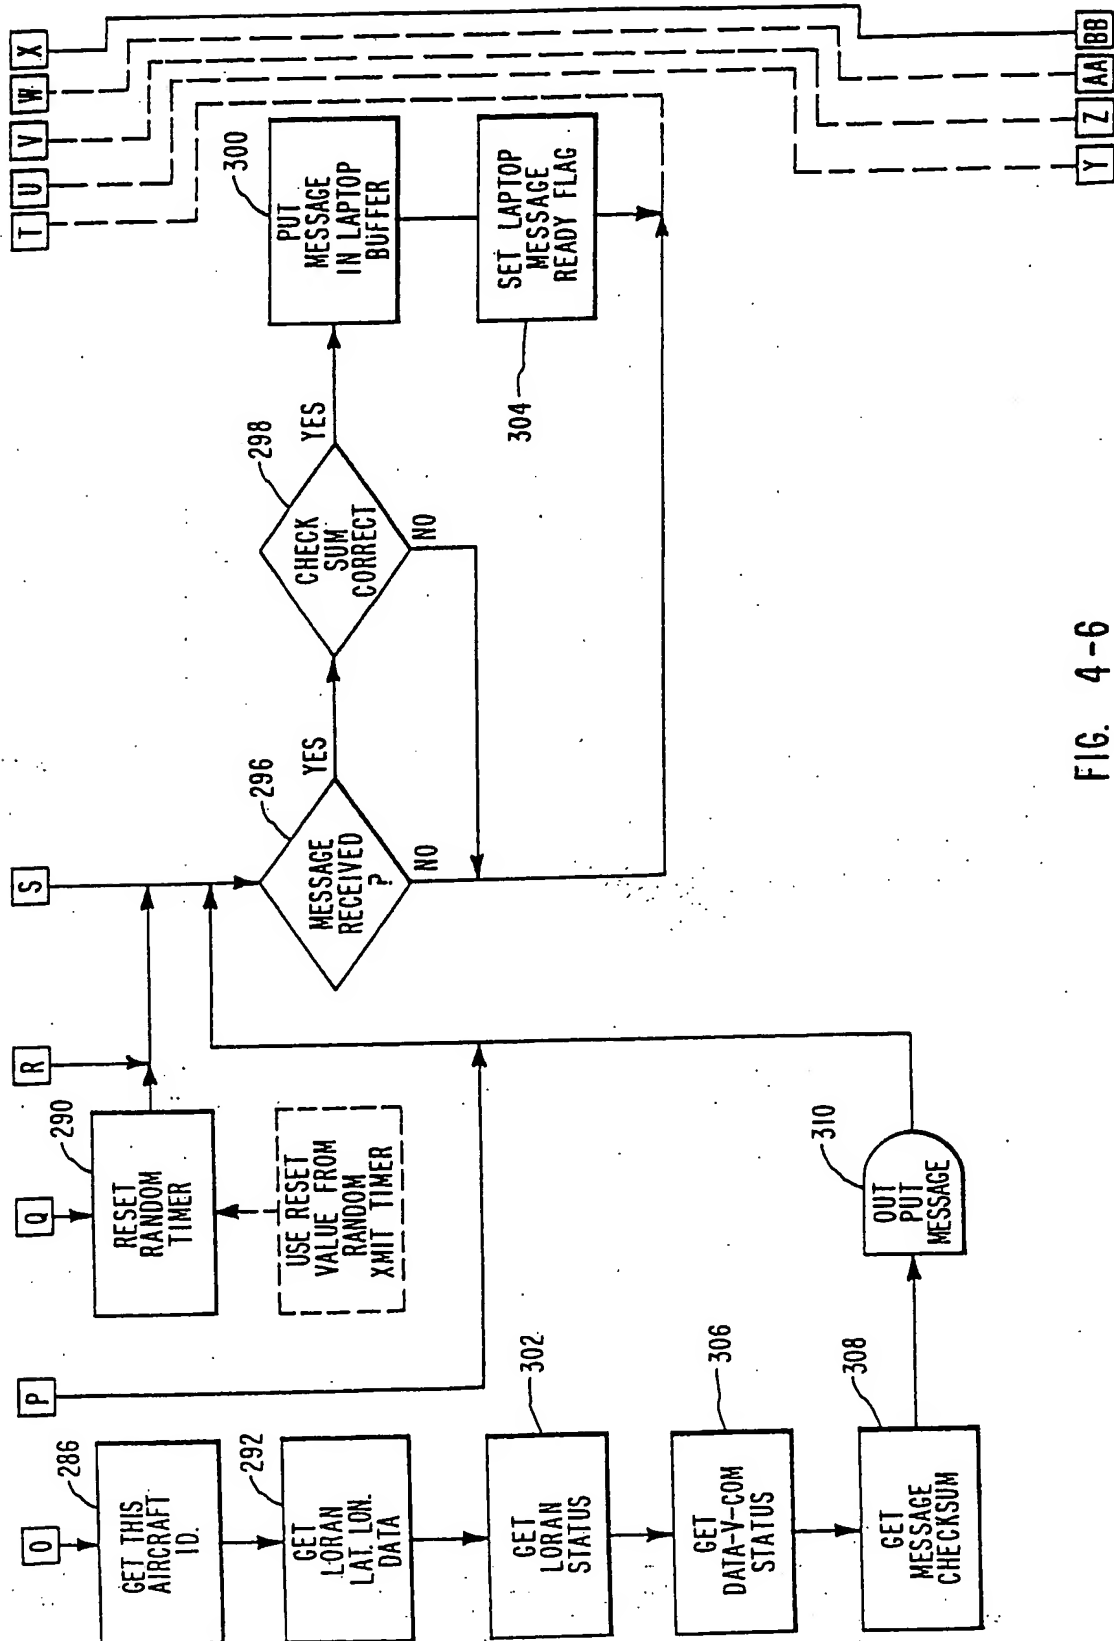 O
P
Q
R
S
T
U
V
W
X
286
GET THIS
AIRCRAFT
ID.
292
GET
LORAN
LAT. LON.
DATA
302
GET
LORAN
STATUS
306
GET
DATA-V-COM
STATUS
308
GET
MESSAGE
CHECKSUM
310
OUT
PUT
MESSAGE
290
RESET
RANDOM
TIMER
USE RESET
VALUE FROM
RANDOM
XMIT TIMER
296
MESSAGE
RECEIVED
?
YES
NO
298
CHECK
SUM
CORRECT
YES
NO
300
PUT
MESSAGE
IN LAPTOP
BUFFER
304
SET LAPTOP
MESSAGE
READY FLAG
Y
Z
AA
BB
FIG. 4-6